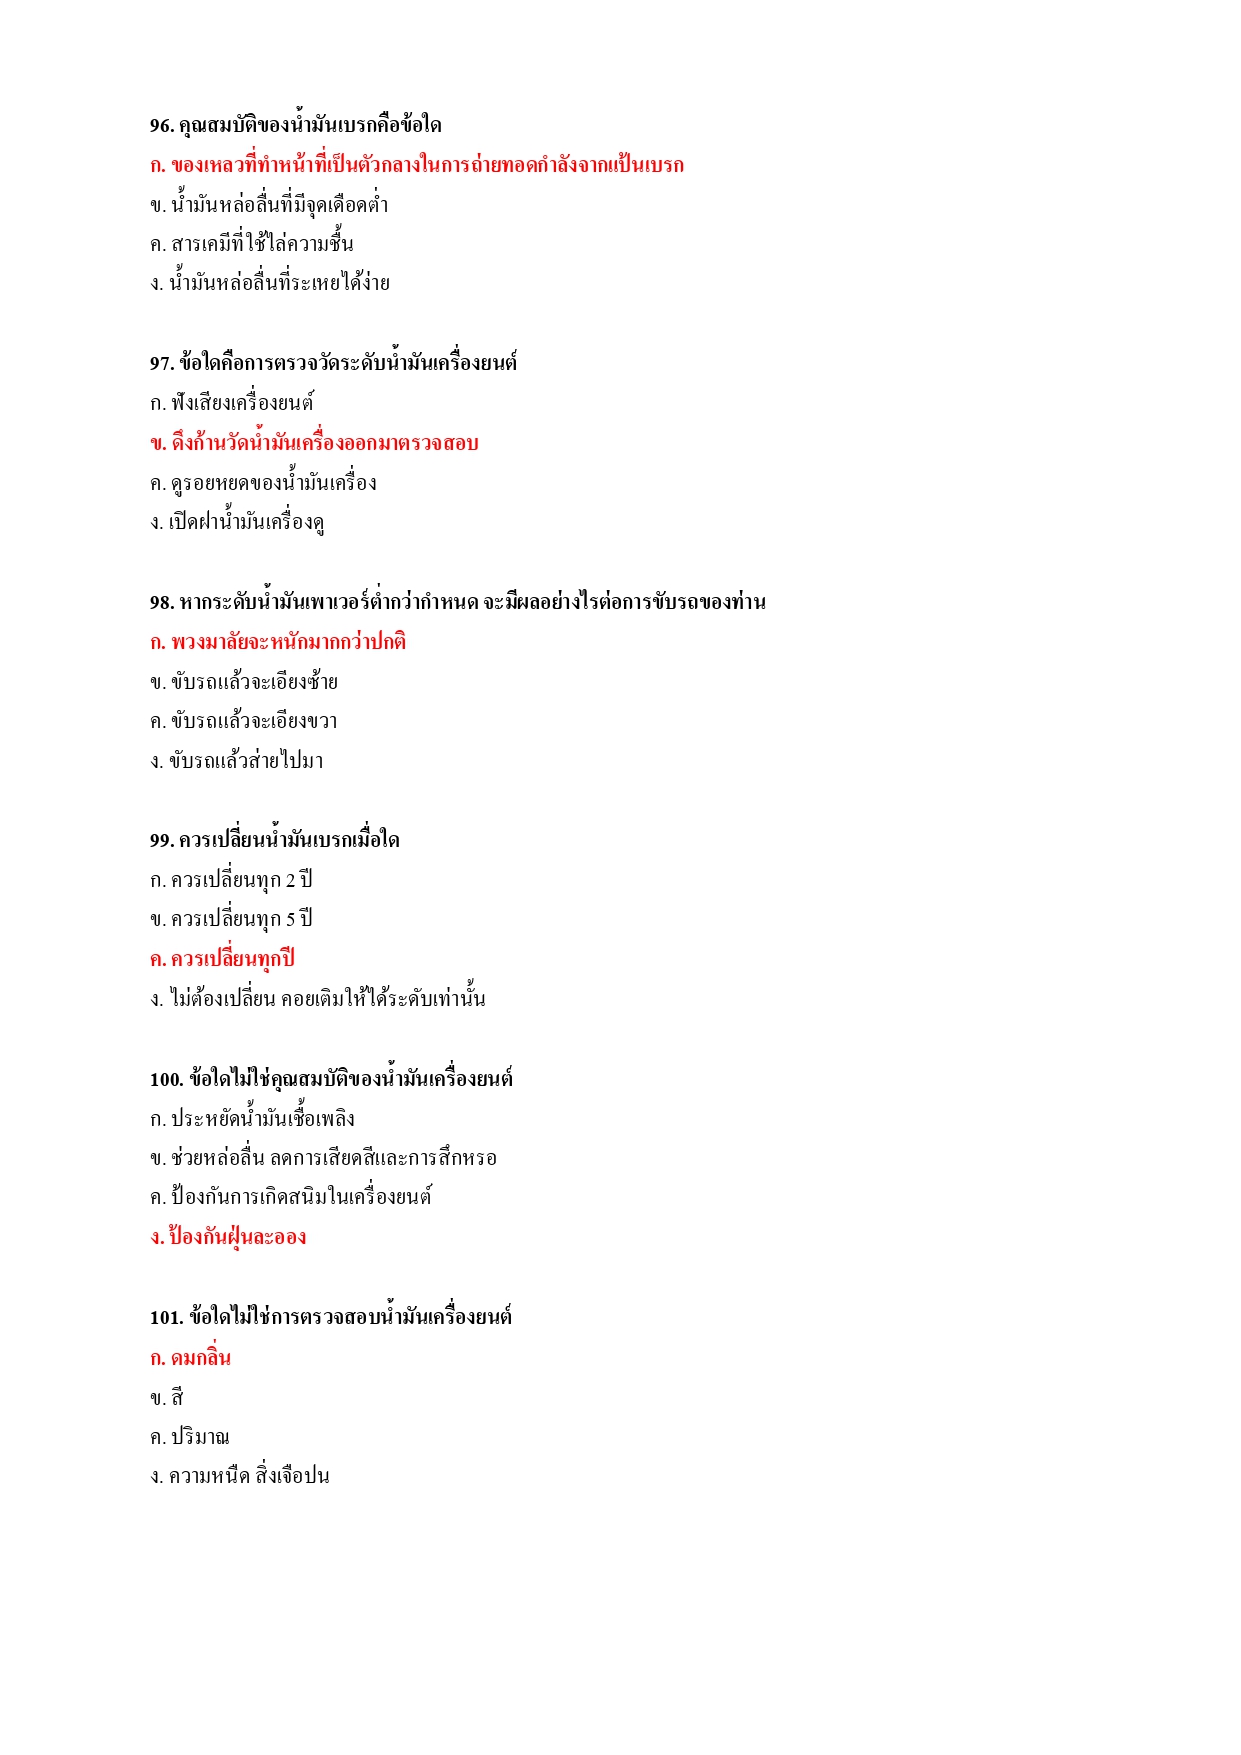 96. คุณสมบัติของน้ำมันเบรกคือข้อใด
ก. ของเหลวที่ทำหน้าที่เป็นตัวกลางในการถ่ายทอดกำลังจากแป้นเบรก
ข. น้ำมันหล่อลื่นที่มีจุดเดือดต่ำ
ค. สารเคมีที่ใช้ไล่ความชื้น
ง. น้ำมันหล่อลื่นที่ระเหยได้ง่าย
97. ข้อใดคือการตรวจวัดระดับน้ำมันเครื่องยนต์
ก. ฟังเสียงเครื่องยนต์
ข. ดึงก้านวัดน้ำมันเครื่องออกมาตรวจสอบ
ค. ดูรอยหยดของน้ำมันเครื่อง
ง. เปิดฝาน้ำมันเครื่องดู
98. หากระดับน้ำมันเพาเวอร์ต่ำกว่ากำหนด จะมีผลอย่างไรต่อการขับรถของท่าน
ก. พวงมาลัยจะหนักมากกว่าปกติ
ข. ขับรถแล้วจะเอียงซ้าย
ค. ขับรถแล้วจะเอียงขวา
ง. ขับรถแล้วส่ายไปมา
99. ควรเปลี่ยนน้ำมันเบรกเมื่อใด
ก. ควรเปลี่ยนทุก 2 ปี
ข. ควรเปลี่ยนทุก 5 ปี
ค. ควรเปลี่ยนทุกปี
ง. ไม่ต้องเปลี่ยน คอยเติมให้ได้ระดับเท่านั้น
100. ข้อใดไม่ใช่คุณสมบัติของน้ำมันเครื่องยนต์
ก. ประหยัดน้ำมันเชื้อเพลิง
ข. ช่วยหล่อลื่น ลดการเสียดสีและการสึกหรอ
ค. ป้องกันการเกิดสนิมในเครื่องยนต์
ง. ป้องกันฝุ่นละออง
101. ข้อใดไม่ใช่การตรวจสอบน้ำมันเครื่องยนต์
ก. ดมกลิ่น
ข. สี
ค. ปริมาณ
ง. ความหนืด สิ่งเจือปน